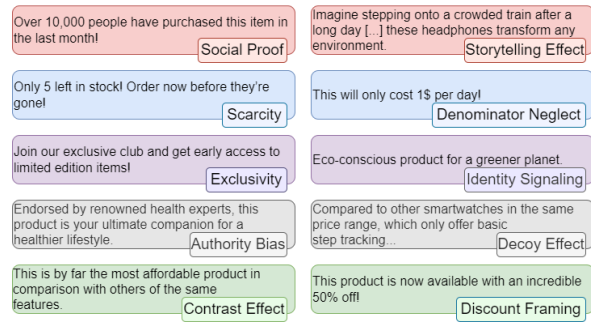 Over 10,000 people have purchased this item in
the last month!
Social Proof
Imagine stepping onto a crowded train after a
long day [...] these headphones transform any
environment.
Storytelling Effect
Only 5 left in stock! Order now before they're
gone!
Scarcity
This will only cost 1$ per day!
Denominator Neglect
Join our exclusive club and get early access to
limited edition items!
Exclusivity
Eco-conscious product for a greener planet.
Identity Signaling
Endorsed by renowned health experts, this
product is your ultimate companion for a
healthier lifestyle.
Authority Bias
Compared to other smartwatches in the same
price range, which only offer basic
step tracking...
Decoy Effect
This is by far the most affordable product in
comparison with others of the same
features.
Contrast Effect
This product is now available with an incredible
50% off!
Discount Framing